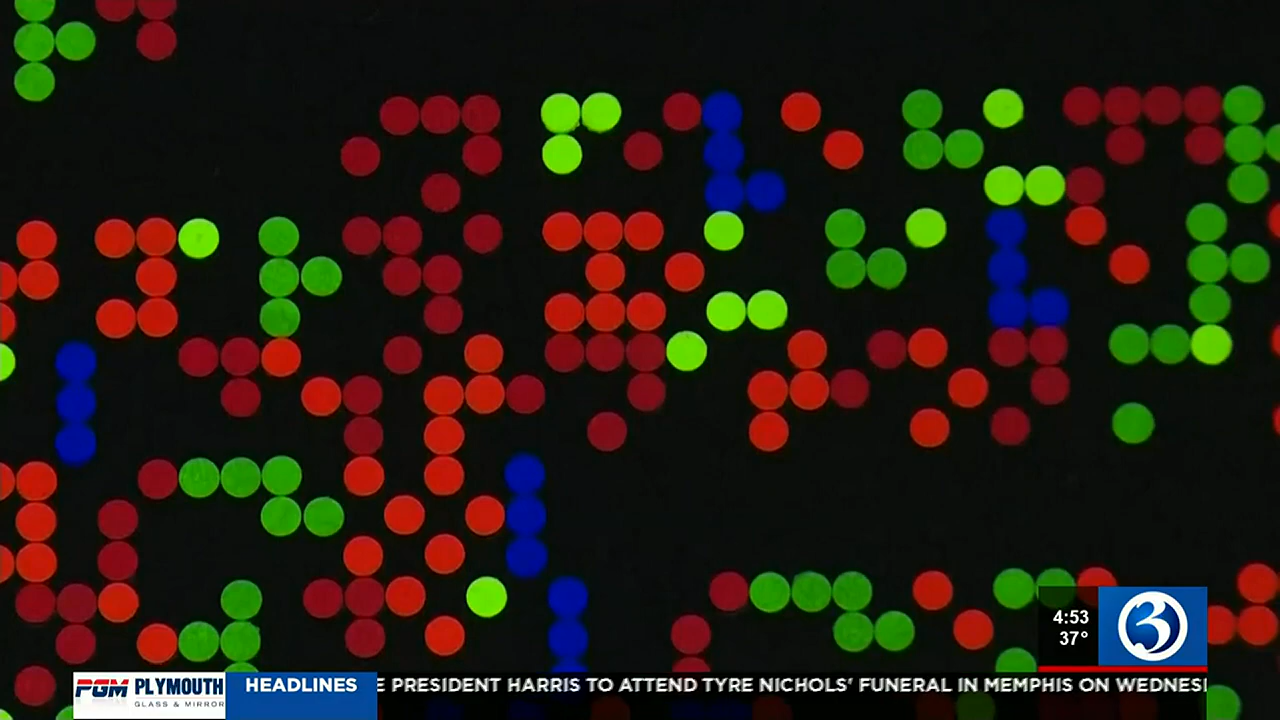 4:53
37°
3
PGM PLYMOUTH
GLASS & MIRROR
HEADLINES
E PRESIDENT HARRIS TO ATTEND TYRE NICHOLS' FUNERAL IN MEMPHIS ON WEDNES